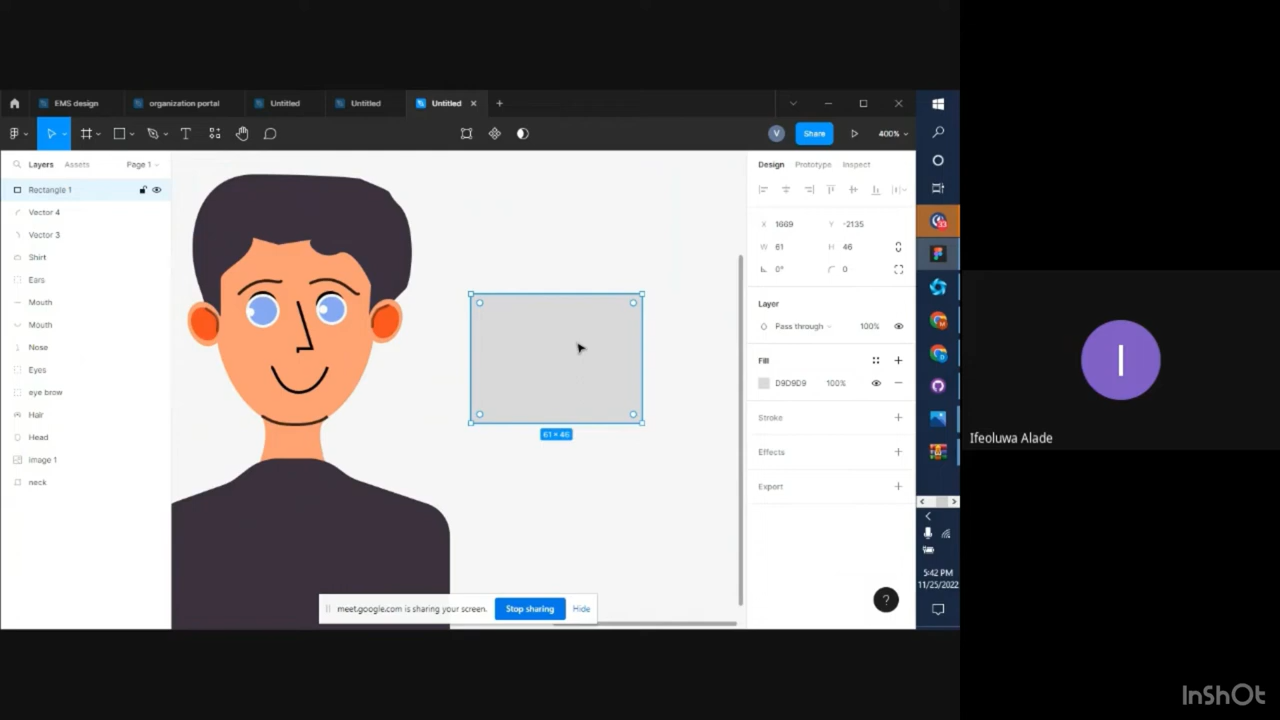 EMS design
organization portal
Untitled
Untitled
Untitled
V
Share
400%
Layers
Assets
Page 1
Design
Prototype
Inspect
Rectangle 1
Vector 4
Vector 3
Shirt
Ears
Mouth
Mouth
Nose
Eyes
eye brow
Hair
Head
Image 1
neck
61 × 46
X 1669
Y -2135
W 61
H 46
0°
0
Layer
Pass through
100%
Fill
D9D9D9
100%
Stroke
Effects
Export
?
meet.google.com is sharing your screen.
Stop sharing
Hide
5:42 PM
11/25/2022
I
Ifeoluwa Alade
InShOt